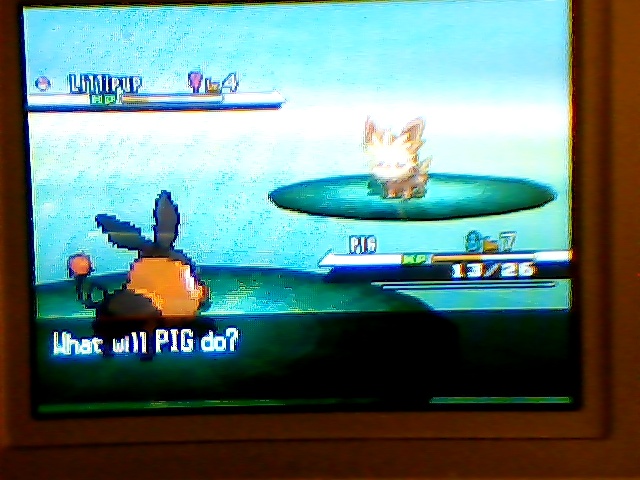 LilliPUP Lv4
HP
PIG Lv7
HP
13/26
What will PIG do?